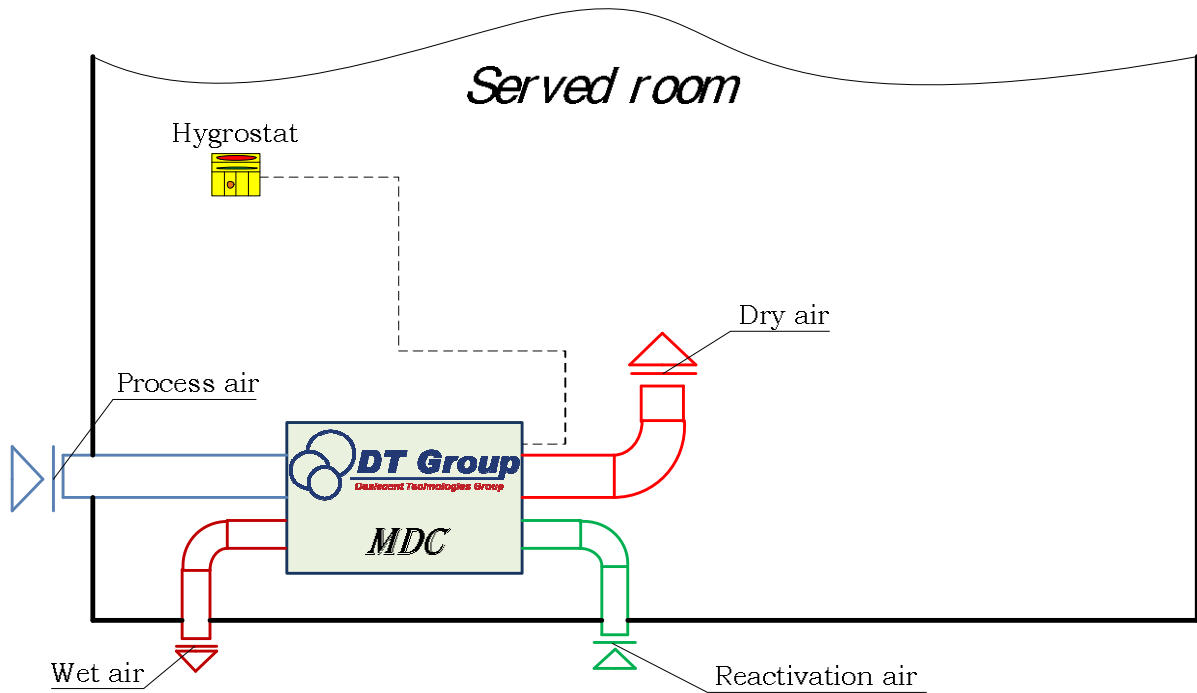 Served room
Hygrostat
Dry air
Process air
DT Group
Desiccant Technologies Group
MDC
Wet air
Reactivation air